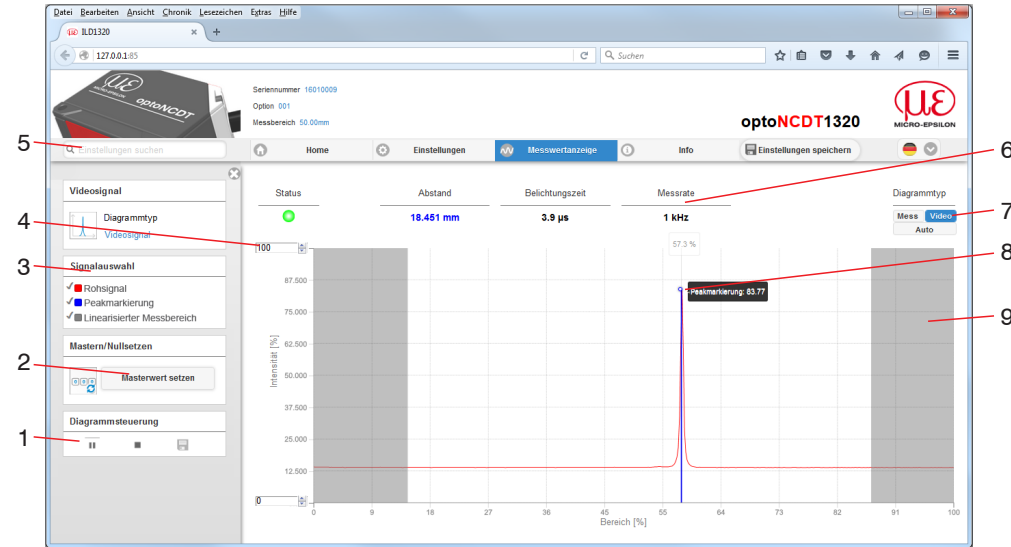 Datei Bearbeiten Ansicht Chronik Lesezeichen Extras Hilfe
ILD1320 × +
127.0.0.1:85
Suchen
MICRO-EPSILON
optoNCDT
Seriennummer 16010009
Option 001
Messbereich 50.00mm
optoNCDT1320
MICRO-EPSILON
5
Einstellungen suchen
Home
Einstellungen
Messwertanzeige
Info
Einstellungen speichern
6
Videosignal
Diagrammtyp
Videosignal
Status
Abstand
Belichtungszeit
Messrate
Diagrammtyp
18.451 mm
3.9 µs
1 kHz
Mess Video
Auto
7
4
100
57.3 %
8
3
Signalauswahl
Rohsignal
Peakmarkierung
Linearisierter Messbereich
Peakmarkierung: 83.77
9
2
Mastern/Nullsetzen
Masterwert setzen
1
Diagrammsteuerung
Intensität [%]
87.500
75.000
62.500
50.000
37.500
25.000
12.500
0
0 9 18 27 36 45 55 64 73 82 91 100
Bereich [%]